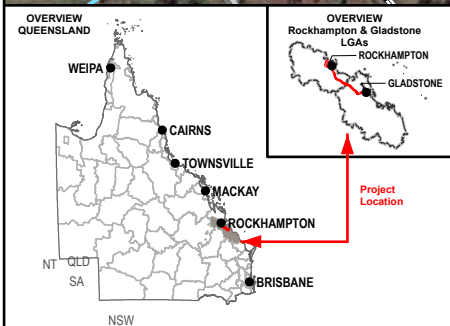 OVERVIEW
QUEENSLAND
WEIPA
CAIRNS
TOWNSVILLE
MACKAY
ROCKHAMPTON
BRISBANE
NT
QLD
SA
NSW
OVERVIEW
Rockhampton & Gladstone
LGAs
ROCKHAMPTON
GLADSTONE
Project
Location